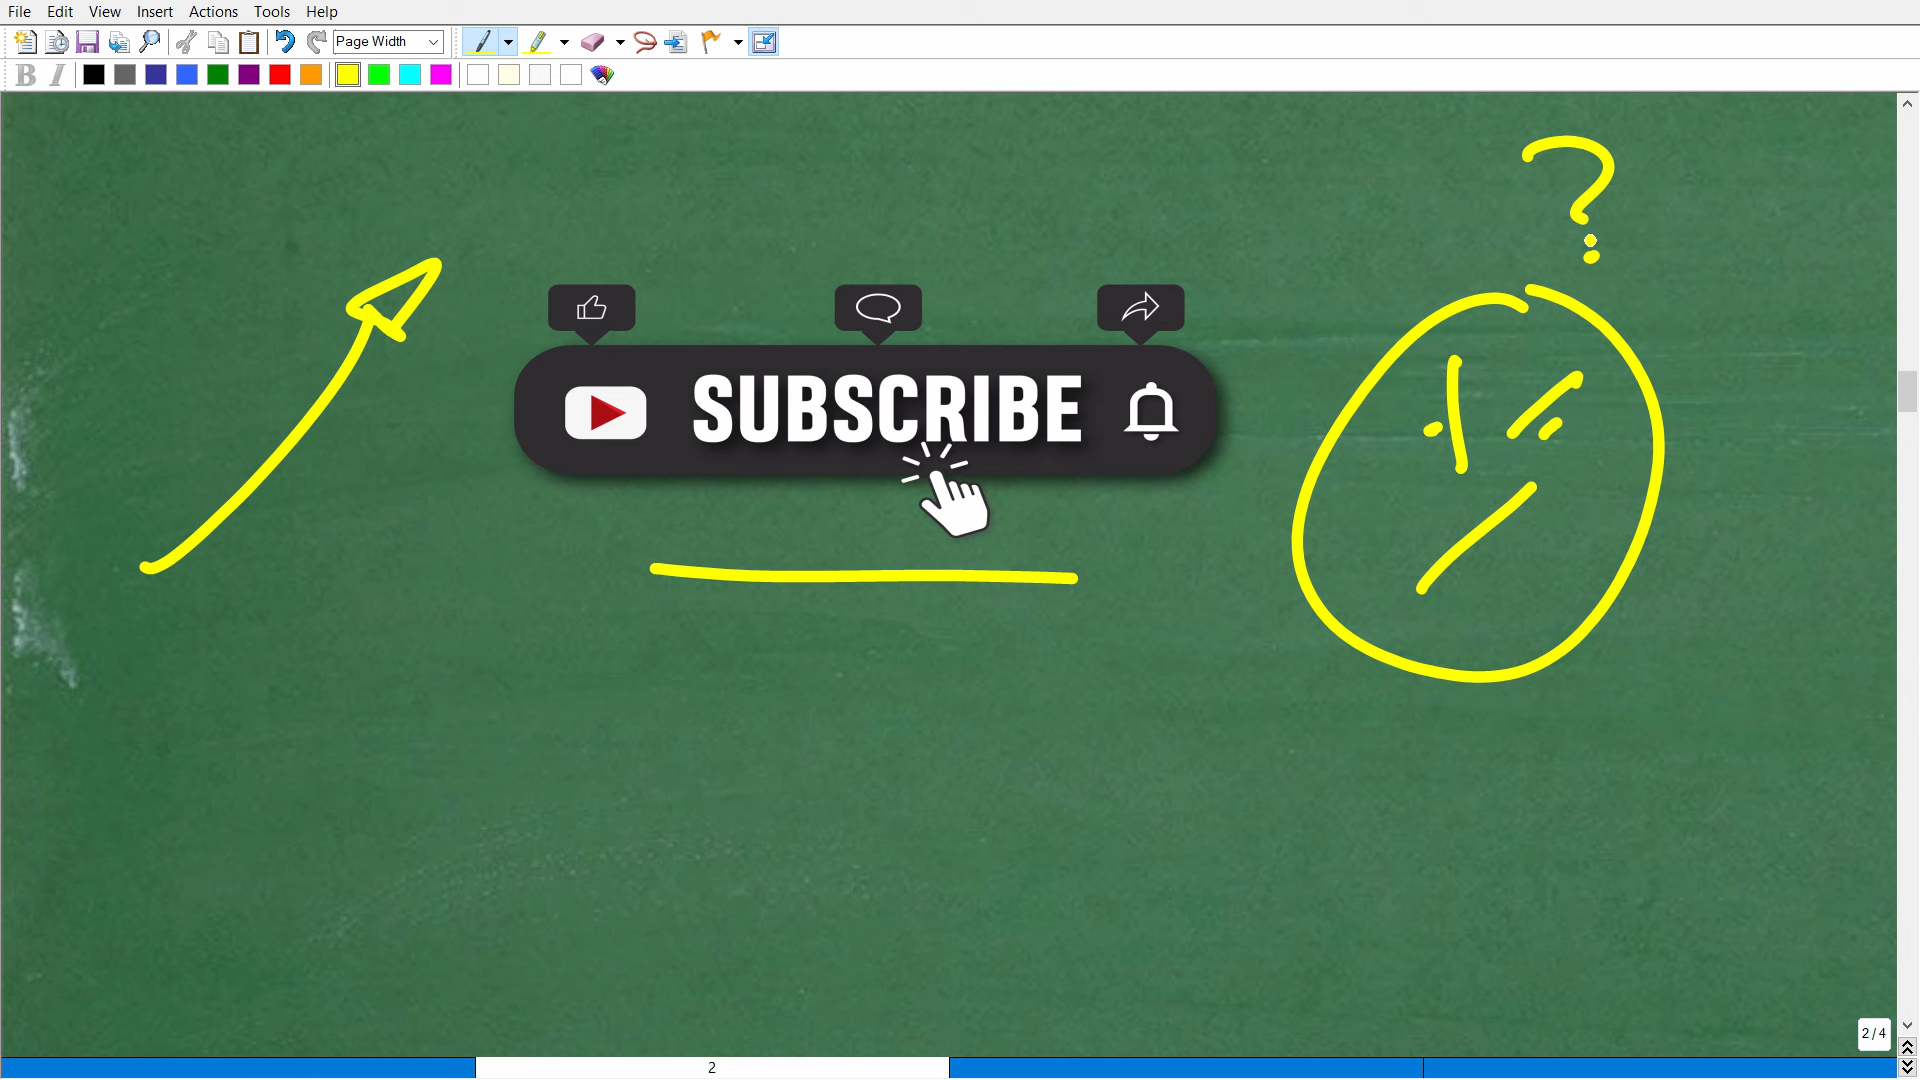 File Edit View Insert Actions Tools Help
Page Width
B I
?
SUBSCRIBE
2 / 4
2